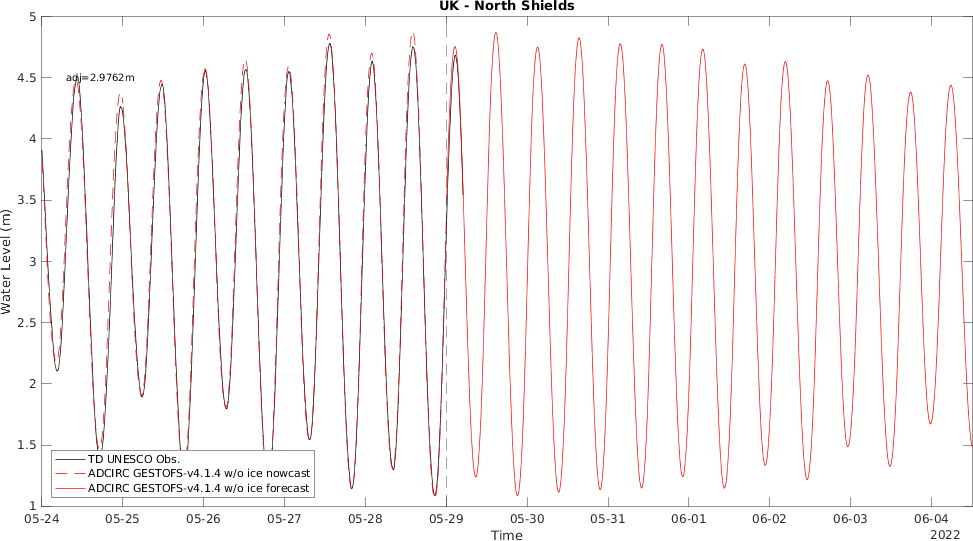 UK - North Shields
5
4.5
4
3.5
3
2.5
2
1.5
1
Water Level (m)
adj=2.9762m
TD UNESCO Obs.
ADCIRC GESTOFS-v4.1.4 w/o ice nowcast
ADCIRC GESTOFS-v4.1.4 w/o ice forecast
05-24 05-25 05-26 05-27 05-28 05-29 05-30 05-31 06-01 06-02 06-03 06-04
Time
2022